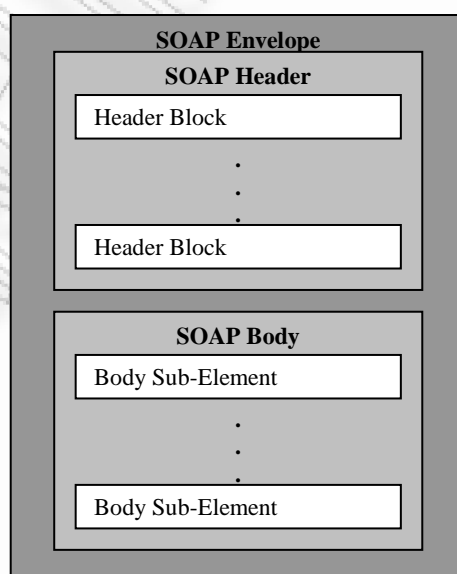 SOAP Envelope
SOAP Header
Header Block
.
.
.
Header Block
SOAP Body
Body Sub-Element
.
.
.
Body Sub-Element